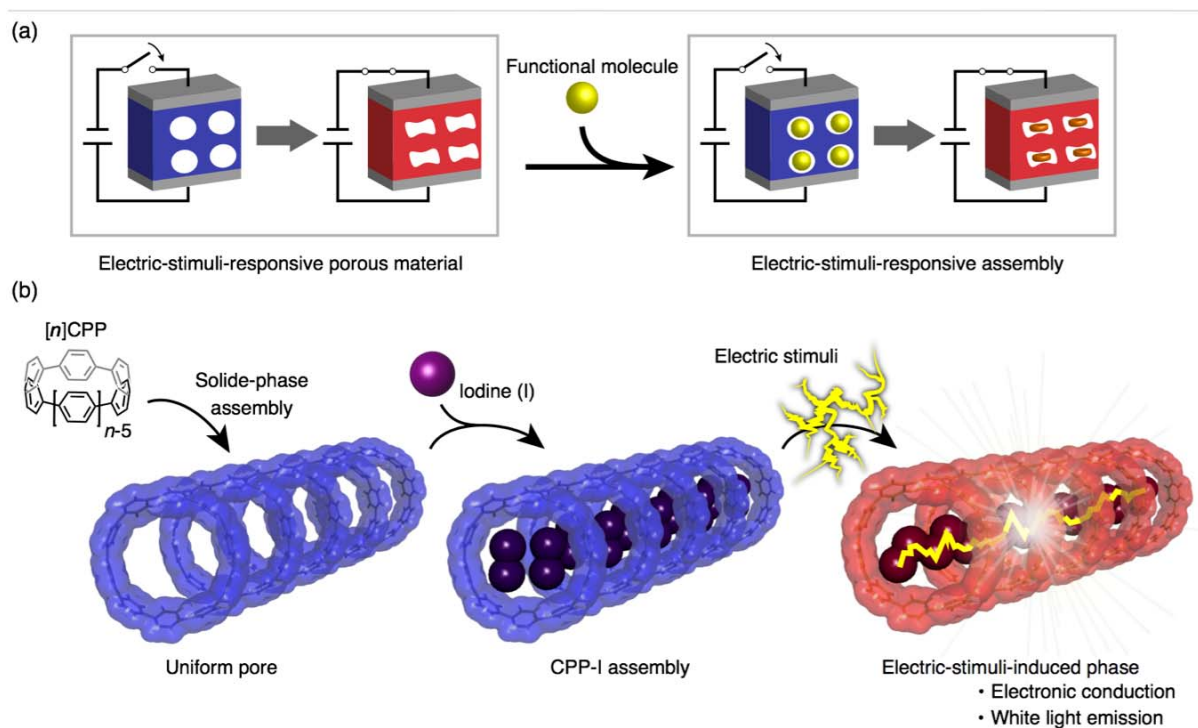 (a)
Functional molecule
Electric-stimuli-responsive porous material
Electric-stimuli-responsive assembly
(b)
[n]CPP
n-5
Solide-phase
assembly
Iodine (I)
Electric stimuli
Uniform pore
CPP-I assembly
Electric-stimuli-induced phase
• Electronic conduction
• White light emission